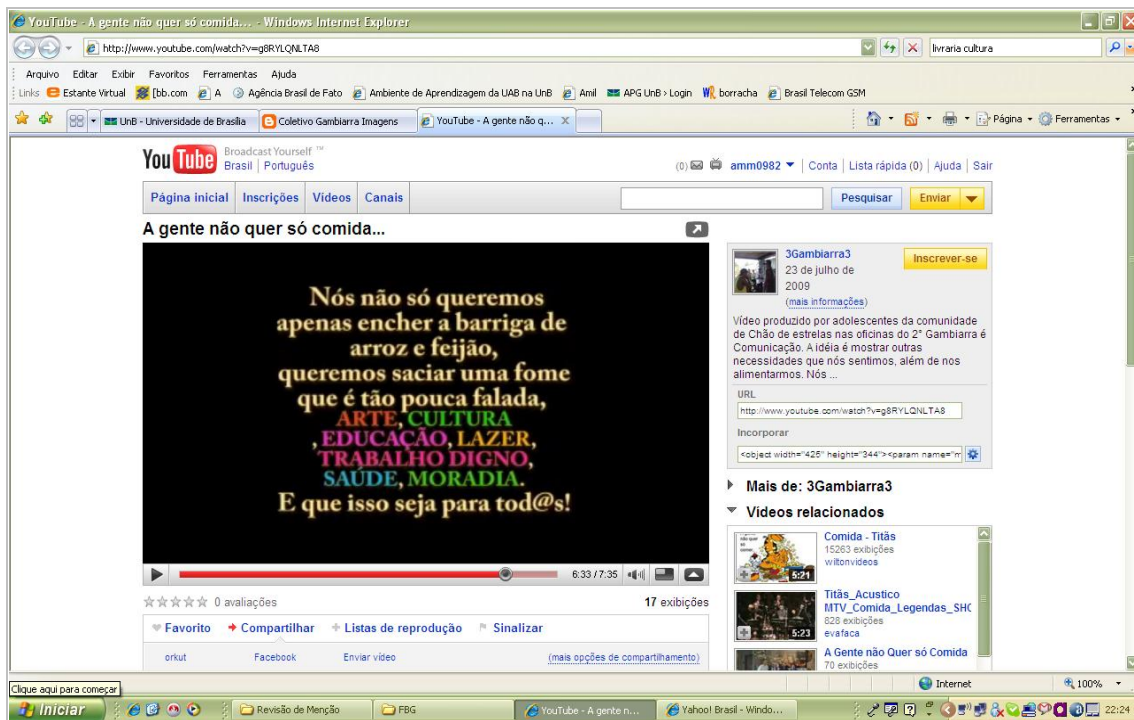 YouTube - A gente não quer só comida... - Windows Internet Explorer
http://www.youtube.com/watch?v=g8RYLQNLTA8
livraria cultura
Arquivo Editar Exibir Favoritos Ferramentas Ajuda
Links Estante Virtual [bb.com A Agência Brasil de Fato Ambiente de Aprendizagem da UAB na UnB Amil APG UnB > Login borracha Brasil Telecom GSM
UnB - Universidade de Brasília Coletivo Gambiarra Imagens YouTube - A gente não q... X Página Ferramentas
You Tube Broadcast Yourself ™
Brasil | Português
(0) amm0982 Conta | Lista rápida (0) | Ajuda | Sair
Página inicial Inscrições Vídeos Canais Pesquisar Enviar
A gente não quer só comida...
Nós não só queremos
apenas encher a barriga de
arroz e feijão,
queremos saciar uma fome
que é tão pouca falada,
ARTE, CULTURA
, EDUCAÇÃO, LAZER,
TRABALHO DIGNO,
SAÚDE, MORADIA.
E que isso seja para tod@s!
6:33 / 7:35
0 avaliações 17 exibições
Favorito Compartilhar Listas de reprodução Sinalizar
orkut Facebook Enviar vídeo (mais opções de compartilhamento)
3Gambiarra3
23 de julho de
2009
(mais informações)
Inscrever-se
Vídeo produzido por adolescentes da comunidade
de Chão de estrelas nas oficinas do 2° Gambiarra é
Comunicação. A idéia é mostrar outras
necessidades que nós sentimos, além de nos
alimentarmos. Nós ...
URL
http://www.youtube.com/watch?v=g8RYLQNLTA8
Incorporar
<object width="425" height="344"><param name="m
Mais de: 3Gambiarra3
Vídeos relacionados
Comida - Titãs
15263 exibições
wiltonvideos
5:21
Titãs_Acustico
MTV_Comida_Legendas_SHO
828 exibições
evafaca
5:23
A Gente não Quer só Comida
70 exibições
Internet 100%
Clique aqui para começar
Iniciar Revisão de Menção FBG YouTube - A gente n... Yahoo! Brasil - Windo... 22:24